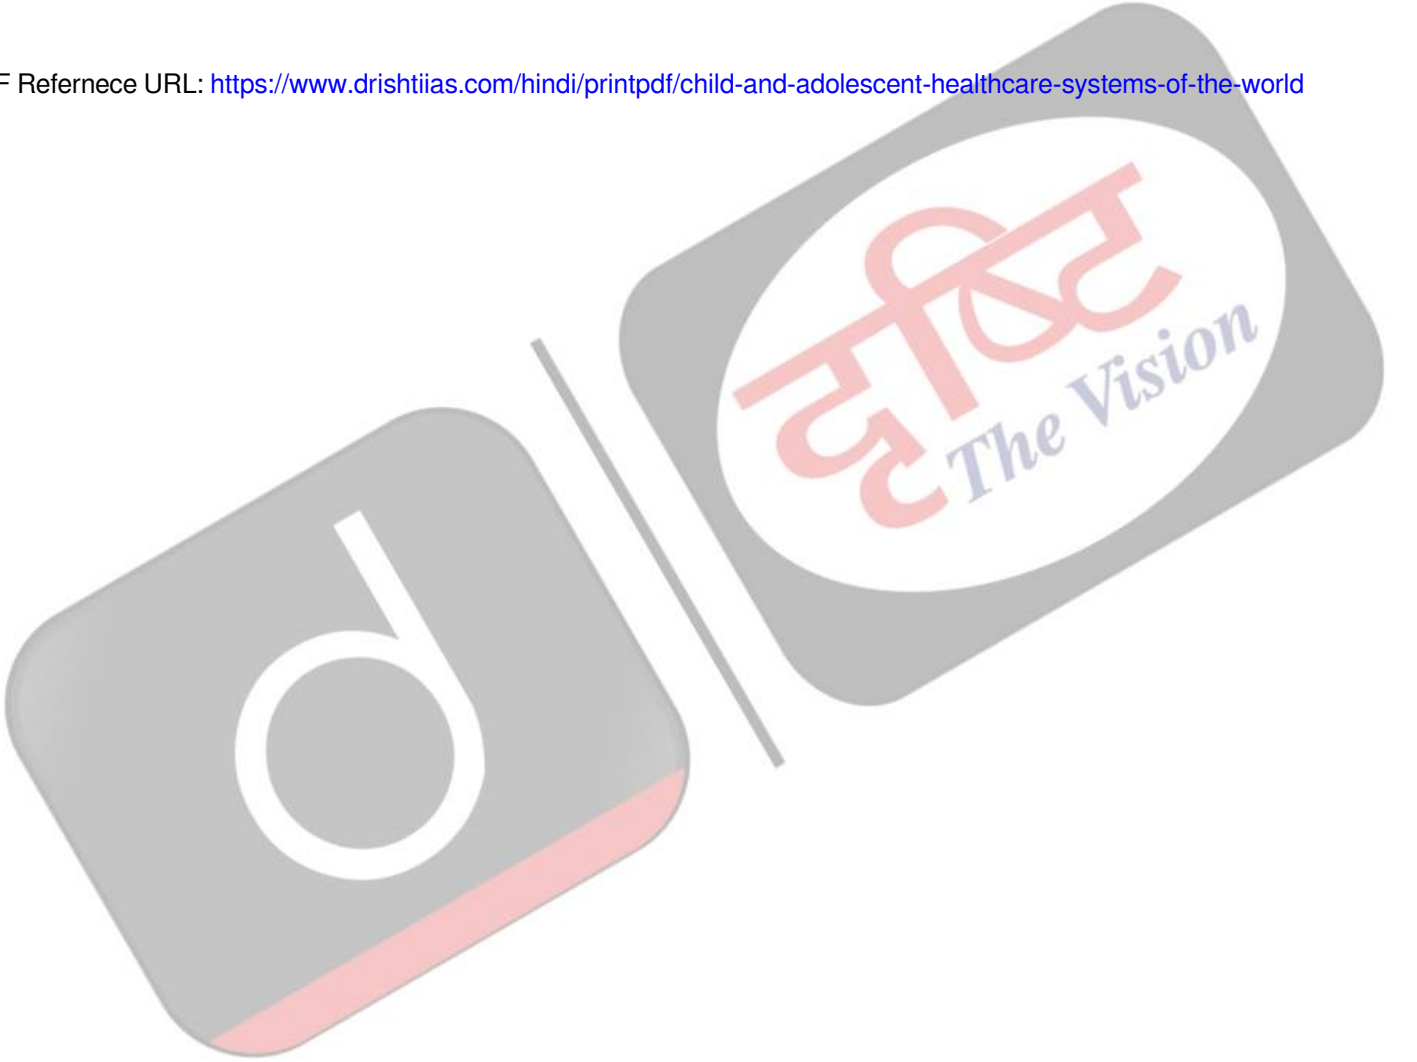 F Refernece URL: https://www.drishtiias.com/hindi/printpdf/child-and-adolescent-healthcare-systems-of-the-world
दृष्टि
The Vision
d